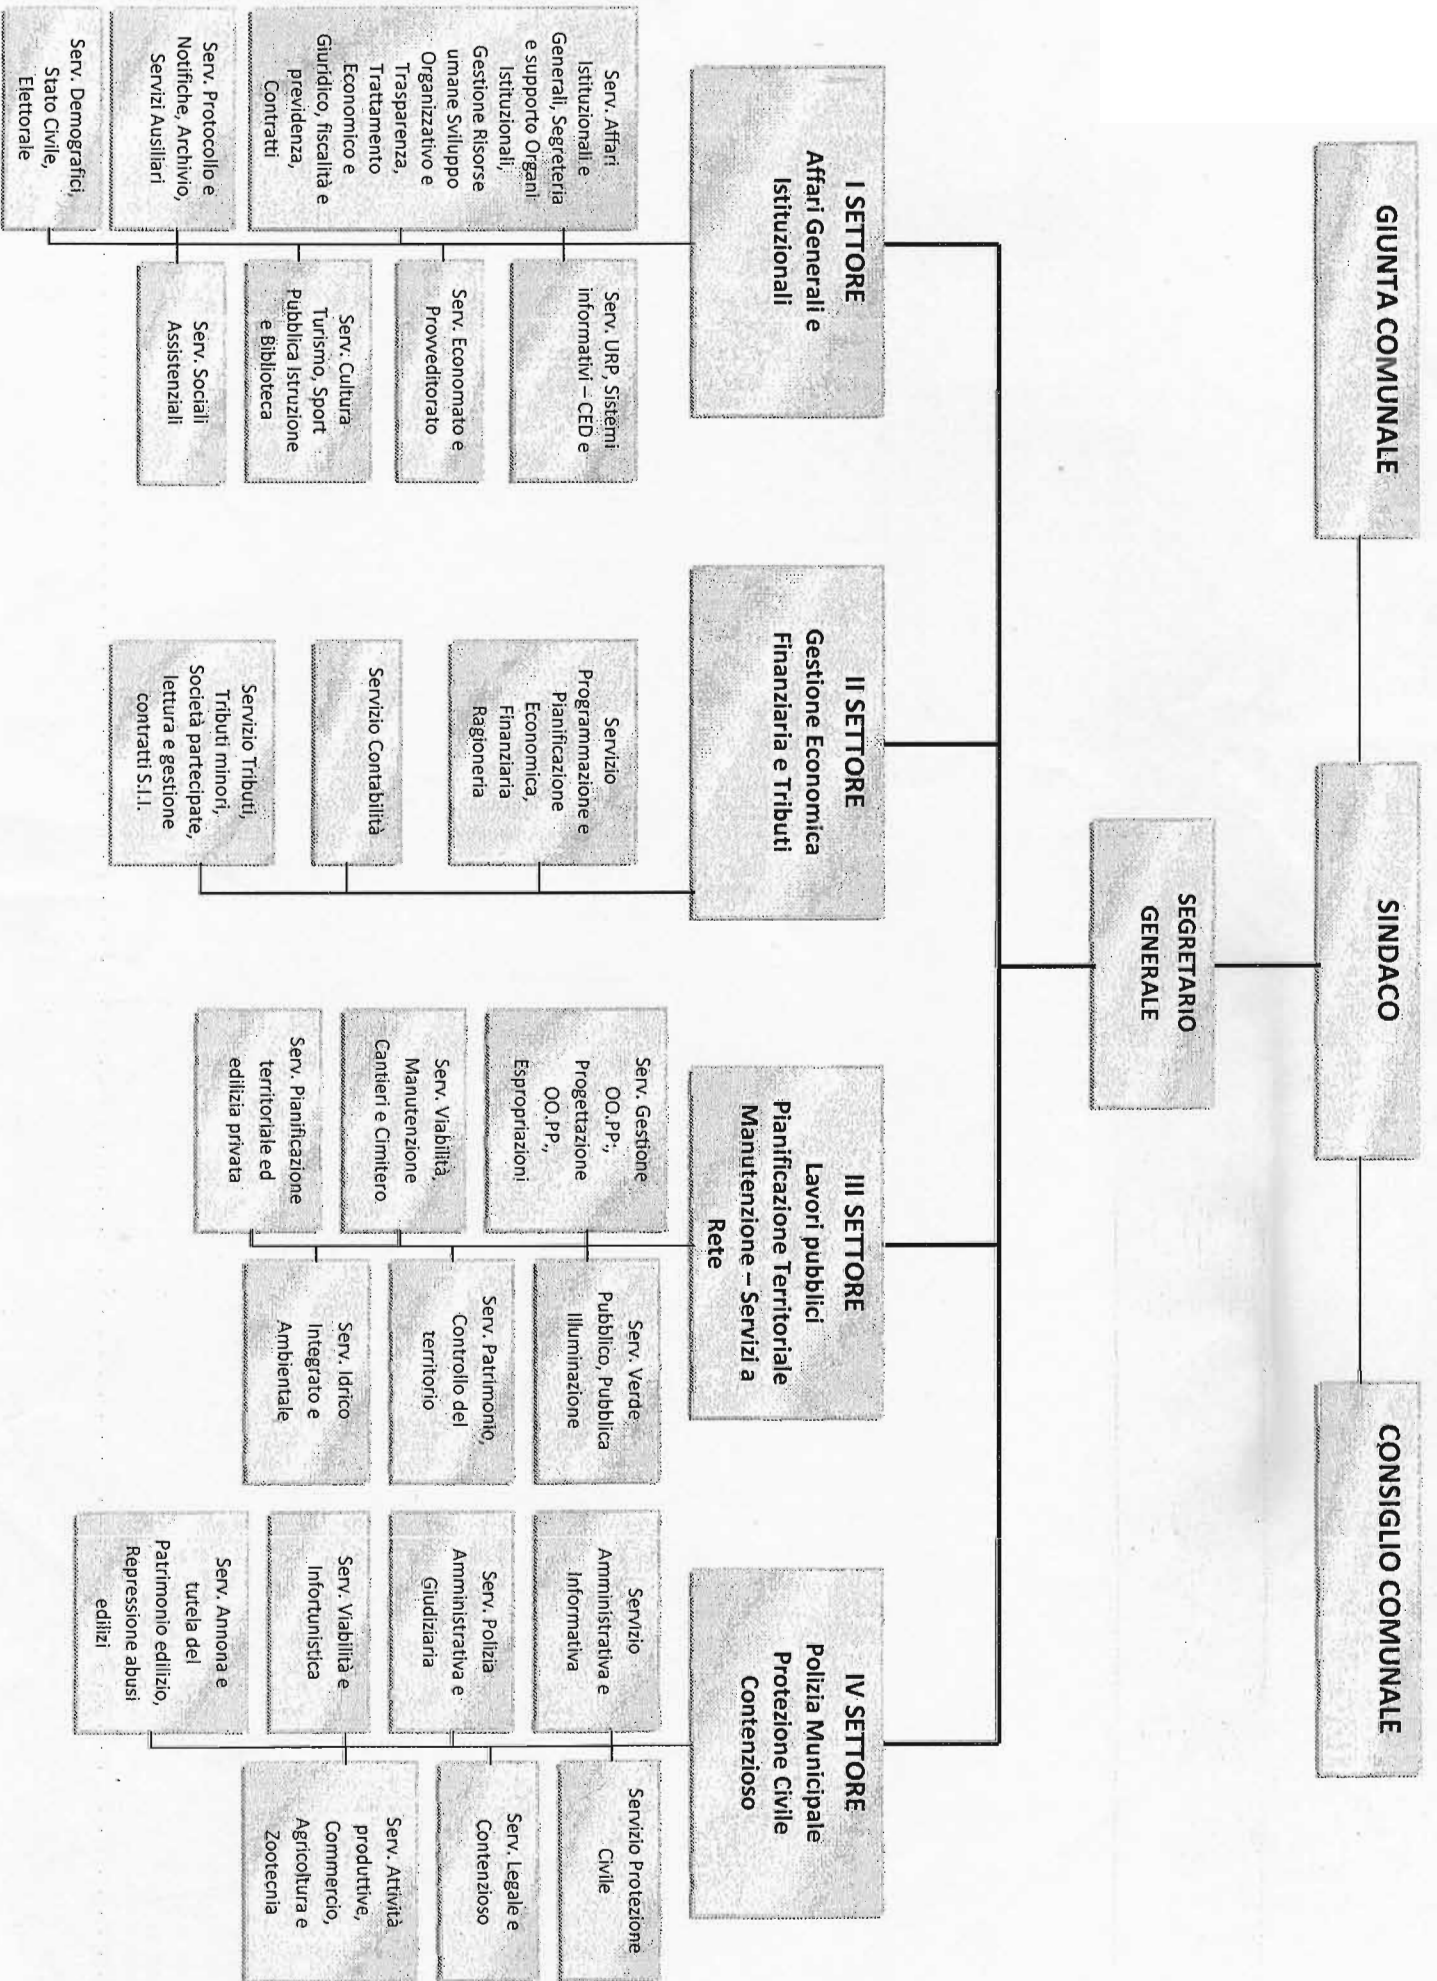 GIUNTA COMUNALE
SINDACO
CONSIGLIO COMUNALE
SEGRETARIO
GENERALE
I SETTORE
Affari Generali e
Istituzionali
II SETTORE
Gestione Economica
Finanziaria e Tributi
III SETTORE
Lavori pubblici
Pianificazione Territoriale
Manutenzione – Servizi a
Rete
IV SETTORE
Polizia Municipale
Protezione Civile
Contenzioso
Serv. Affari
Istituzionali e
Generali, Segreteria
e supporto Organi
Istituzionali,
Gestione Risorse
umane Sviluppo
Organizzativo e
Trasparenza,
Trattamento
Economico e
Giuridico, fiscalità e
previdenza,
Contratti
Serv. Protocollo e
Notifiche, Archivio,
Servizi Ausiliari
Serv. Demografici,
Stato Civile,
Elettorale
Serv. URP, Sistemi
informativi – CED e
Serv. Economato e
Provveditorato
Serv. Cultura
Turismo, Sport
Pubblica Istruzione
e Biblioteca
Serv. Sociali
Assistenziali
Servizio
Programmazione e
Pianificazione
Economica,
Finanziaria
Ragioneria
Servizio Contabilità
Servizio Tributi,
Tributi minori,
Società partecipate,
lettura e gestione
contratti S.I.I.
Serv. Gestione
OO.PP.,
Progettazione
OO.PP.,
Espropriazioni
Serv. Viabilità,
Manutenzione
Cantieri e Cimitero
Serv. Pianificazione
territoriale ed
edilizia privata
Serv. Verde
Pubblico, Pubblica
Illuminazione
Serv. Patrimonio,
Controllo del
territorio
Serv. Idrico
Integrato e
Ambientale
Servizio
Amministrativa e
Informativa
Serv. Polizia
Amministrativa e
Giudiziaria
Serv. Viabilità e
Infortunistica
Serv. Annona e
tutela del
Patrimonio edilizio,
Repressione abusi
edilizi
Servizio Protezione
Civile
Serv. Legale e
Contenzioso
Serv. Attività
produttive,
Commercio,
Agricoltura e
Zootecnia